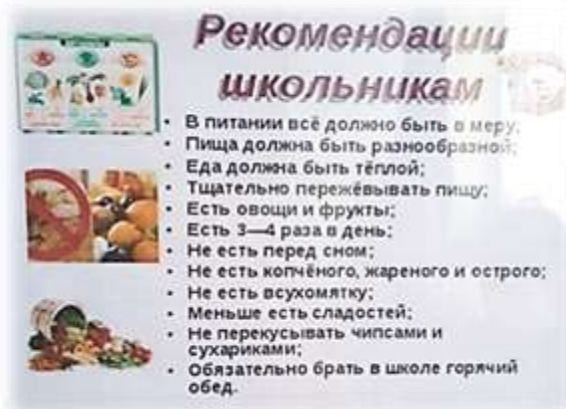 Рекомендации
школьникам
• В питании всё должно быть в меру;
• Пища должна быть разнообразной;
• Еда должна быть тёплой;
• Тщательно пережёвывать пищу;
• Есть овощи и фрукты;
• Есть 3—4 раза в день;
• Не есть перед сном;
• Не есть копчёного, жареного и острого;
• Не есть всухомятку;
• Меньше есть сладостей;
• Не перекусывать чипсами и
сухариками;
• Обязательно брать в школе горячий
обед.